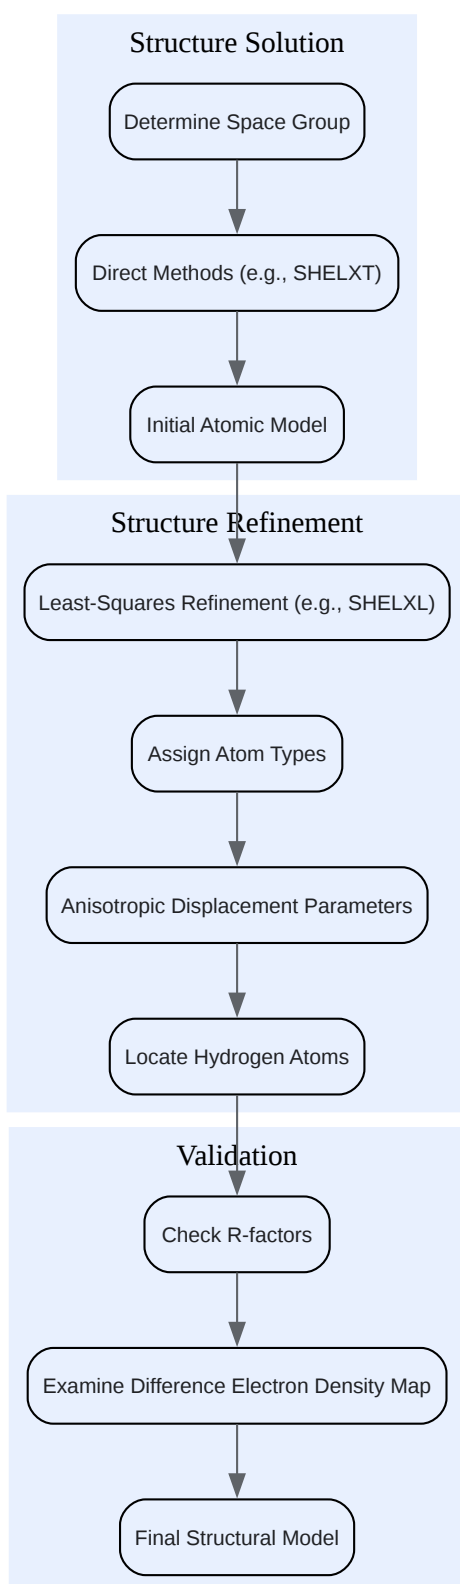 Structure Solution
Determine Space Group
Direct Methods (e.g., SHELXT)
Initial Atomic Model
Structure Refinement
Least-Squares Refinement (e.g., SHELXL)
Assign Atom Types
Anisotropic Displacement Parameters
Locate Hydrogen Atoms
Validation
Check R-factors
Examine Difference Electron Density Map
Final Structural Model